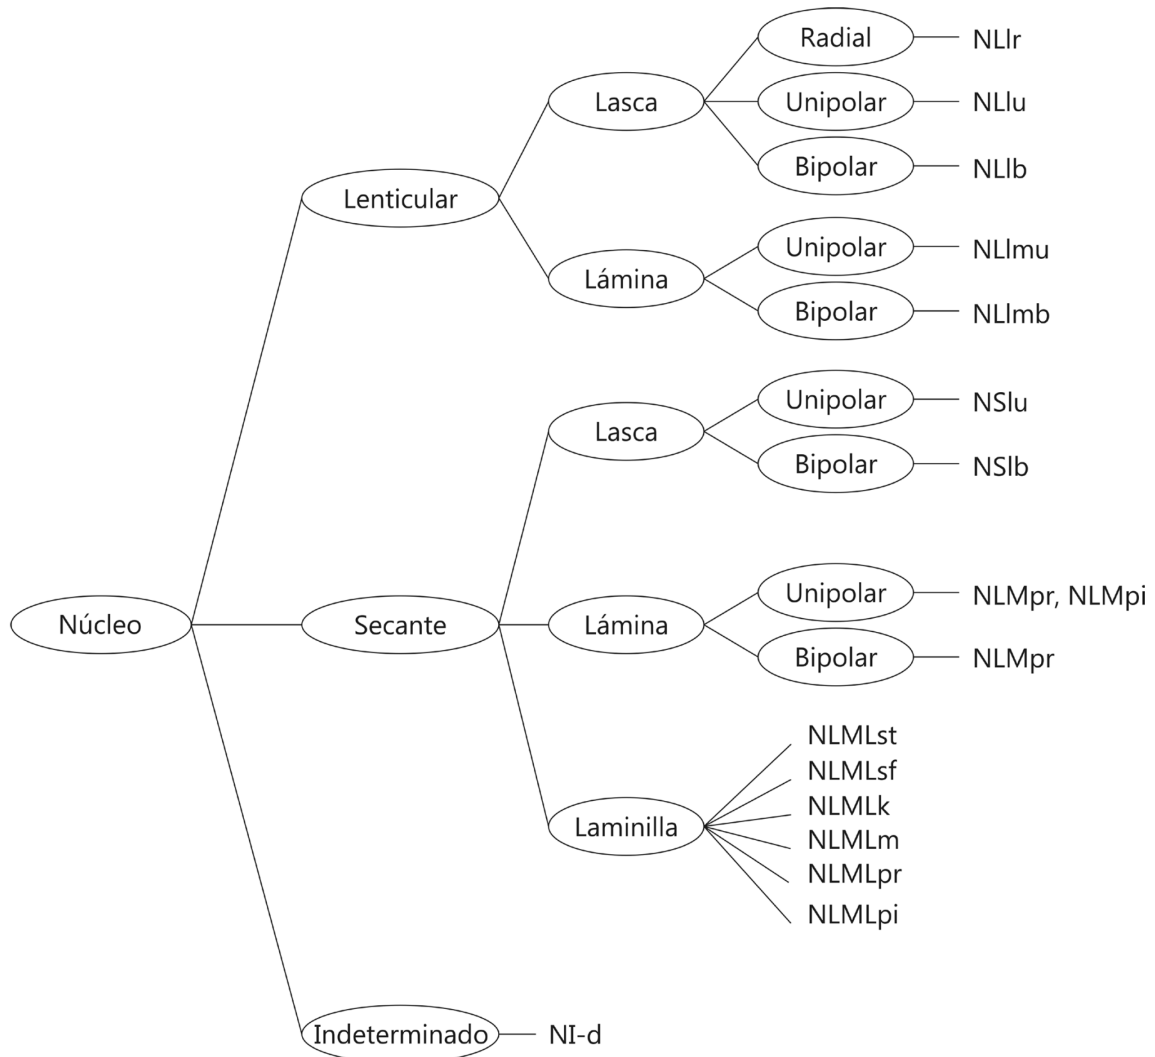 Radial NLlr
Lasca Unipolar NLlu
Bipolar NLlb
Lenticular
Unipolar NLlmu
Lámina
Bipolar NLlmb
Unipolar NSlu
Lasca
Bipolar NSlb
Unipolar NLMpr, NLMpi
Núcleo Secante Lámina
Bipolar NLMpr
NLMLst
NLMLsf
NLMLk
Laminilla
NLMLm
NLMLpr
NLMLpi
Indeterminado NI-d